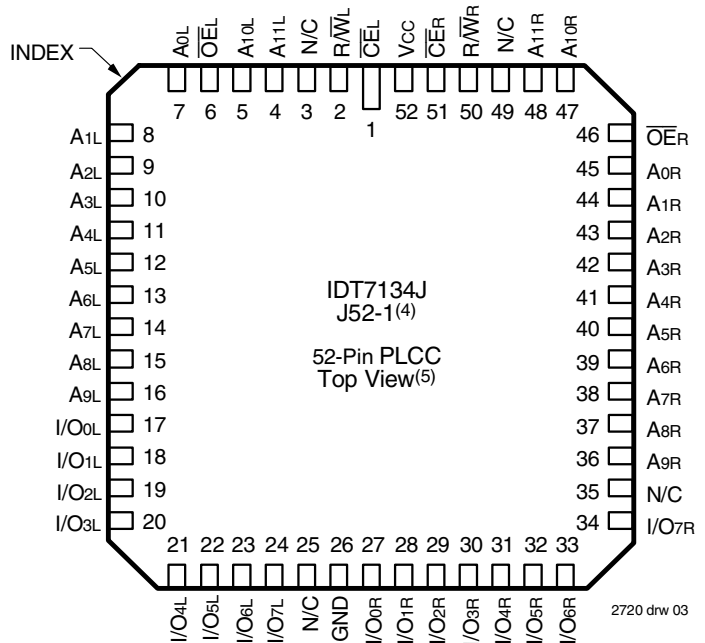 INDEX
A0L
OEL
A10L
A11L
N/C
R/WL
CEL
VCC
CER
R/WR
N/C
A11R
A10R
7 6 5 4 3 2 1 52 51 50 49 48 47
A1L 8
A2L 9
A3L 10
A4L 11
A5L 12
A6L 13
A7L 14
A8L 15
A9L 16
I/O0L 17
I/O1L 18
I/O2L 19
I/O3L 20
IDT7134J
J52-1(4)
52-Pin PLCC
Top View(5)
46 OER
45 A0R
44 A1R
43 A2R
42 A3R
41 A4R
40 A5R
39 A6R
38 A7R
37 A8R
36 A9R
35 N/C
34 I/O7R
21 22 23 24 25 26 27 28 29 30 31 32 33
I/O4L
I/O5L
I/O6L
I/O7L
N/C
GND
I/O0R
I/O1R
I/O2R
/O3R
I/O4R
I/O5R
I/O6R
2720 drw 03